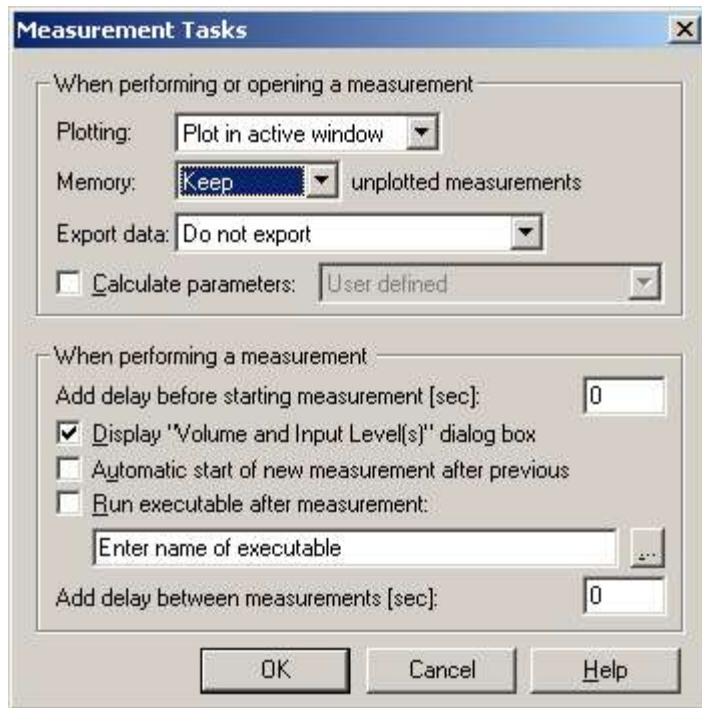 Measurement Tasks
When performing or opening a measurement
Plotting: Plot in active window
Memory: Keep unplotted measurements
Export data: Do not export
Calculate parameters: User defined
When performing a measurement
Add delay before starting measurement [sec]: 0
Display "Volume and Input Level(s)" dialog box
Automatic start of new measurement after previous
Run executable after measurement:
Enter name of executable ...
Add delay between measurements [sec]: 0
OK Cancel Help